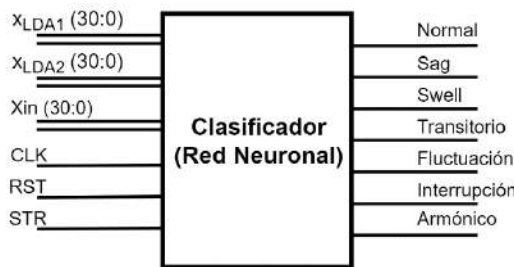 xLDA1 (30:0)
xLDA2 (30:0)
Xin (30:0)
CLK
RST
STR
Clasificador
(Red Neuronal)
Normal
Sag
Swell
Transitorio
Fluctuación
Interrupción
Armónico